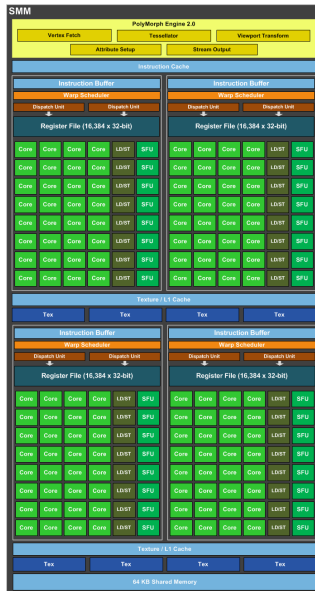 SMM
PolyMorph Engine 2.0
Vertex Fetch Tessellator Viewport Transform
Attribute Setup Stream Output
Instruction Cache
Instruction Buffer Instruction Buffer
Warp Scheduler Warp Scheduler
Dispatch Unit Dispatch Unit Dispatch Unit Dispatch Unit
Register File (16,384 x 32-bit) Register File (16,384 x 32-bit)
Core Core Core Core LD/ST SFU Core Core Core Core LD/ST SFU
Core Core Core Core LD/ST SFU Core Core Core Core LD/ST SFU
Core Core Core Core LD/ST SFU Core Core Core Core LD/ST SFU
Core Core Core Core LD/ST SFU Core Core Core Core LD/ST SFU
Core Core Core Core LD/ST SFU Core Core Core Core LD/ST SFU
Core Core Core Core LD/ST SFU Core Core Core Core LD/ST SFU
Core Core Core Core LD/ST SFU Core Core Core Core LD/ST SFU
Core Core Core Core LD/ST SFU Core Core Core Core LD/ST SFU
Texture / L1 Cache
Tex Tex Tex Tex
Instruction Buffer Instruction Buffer
Warp Scheduler Warp Scheduler
Dispatch Unit Dispatch Unit Dispatch Unit Dispatch Unit
Register File (16,384 x 32-bit) Register File (16,384 x 32-bit)
Core Core Core Core LD/ST SFU Core Core Core Core LD/ST SFU
Core Core Core Core LD/ST SFU Core Core Core Core LD/ST SFU
Core Core Core Core LD/ST SFU Core Core Core Core LD/ST SFU
Core Core Core Core LD/ST SFU Core Core Core Core LD/ST SFU
Core Core Core Core LD/ST SFU Core Core Core Core LD/ST SFU
Core Core Core Core LD/ST SFU Core Core Core Core LD/ST SFU
Core Core Core Core LD/ST SFU Core Core Core Core LD/ST SFU
Core Core Core Core LD/ST SFU Core Core Core Core LD/ST SFU
Texture / L1 Cache
Tex Tex Tex Tex
64 KB Shared Memory